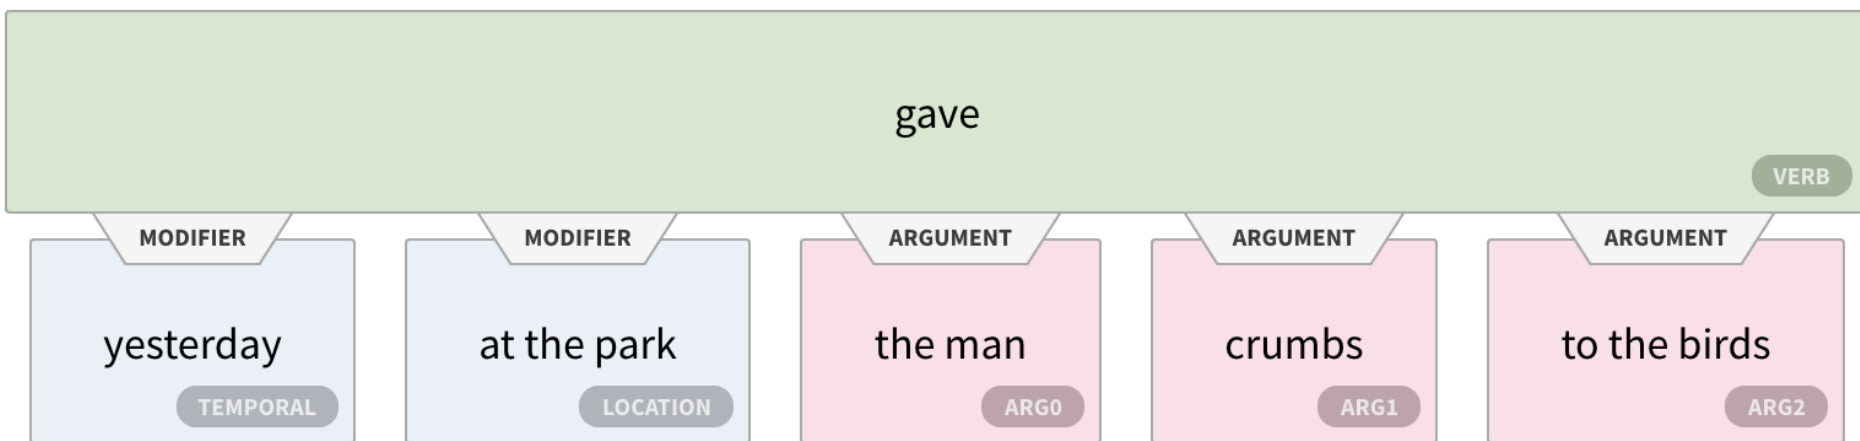 gave
VERB
MODIFIER MODIFIER ARGUMENT ARGUMENT ARGUMENT
yesterday at the park the man crumbs to the birds
TEMPORAL LOCATION ARG0 ARG1 ARG2